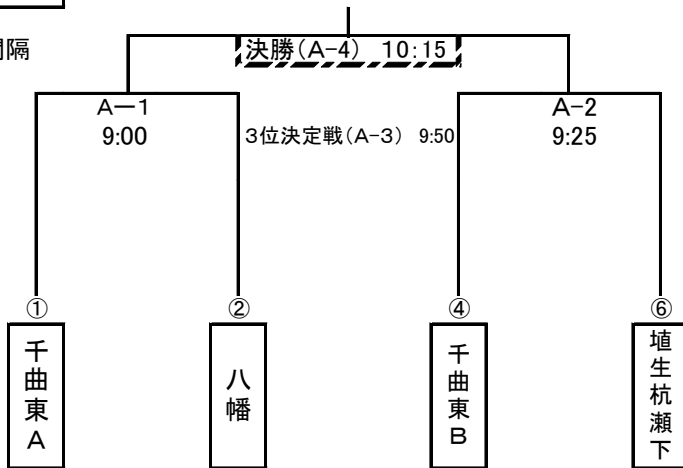 間隔
決勝(A-4) 10:15
A－1
9:00
3位決定戦(A-3) 9:50
A-2
9:25
①
②
④
⑥
千曲東A
八幡
千曲東B
埴生杭瀬下